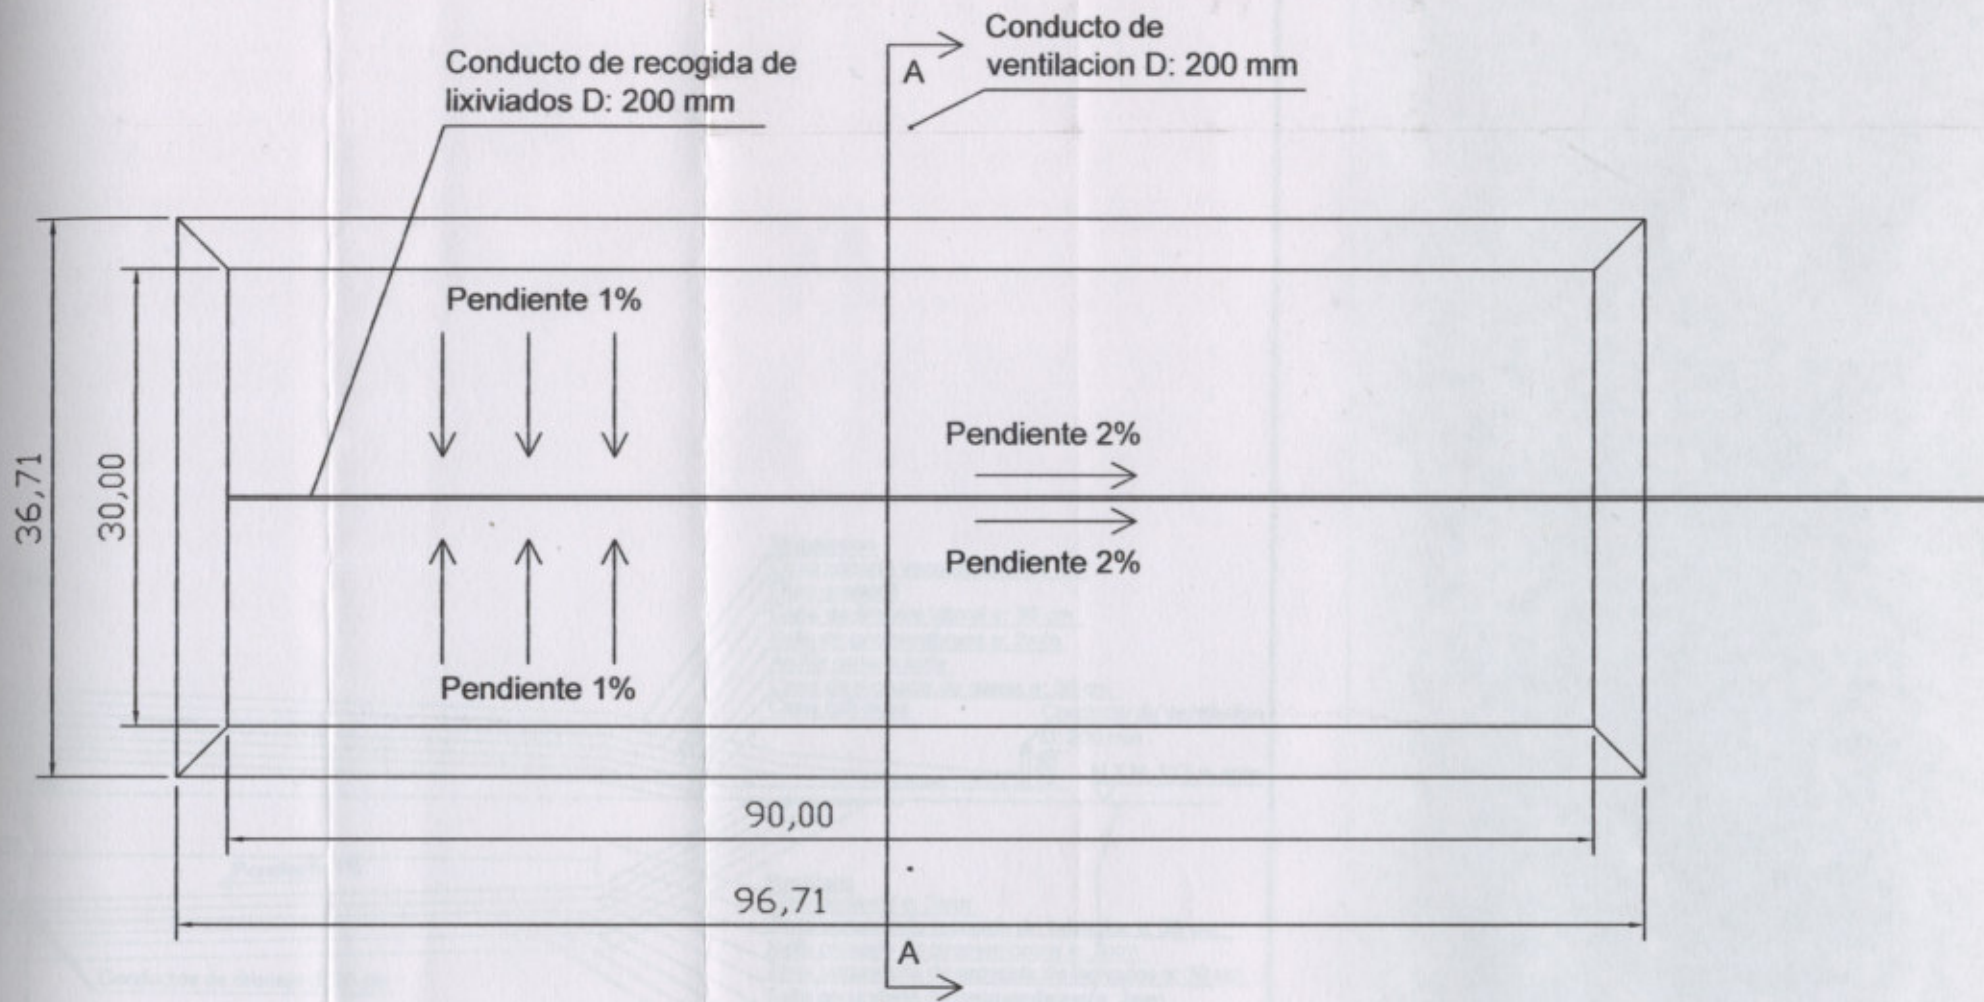 Conducto de recogida de
lixiviados D: 200 mm
A
Conducto de
ventilacion D: 200 mm
Pendiente 1%
36,71
30,00
Pendiente 2%
Pendiente 2%
Pendiente 1%
90,00
96,71
A